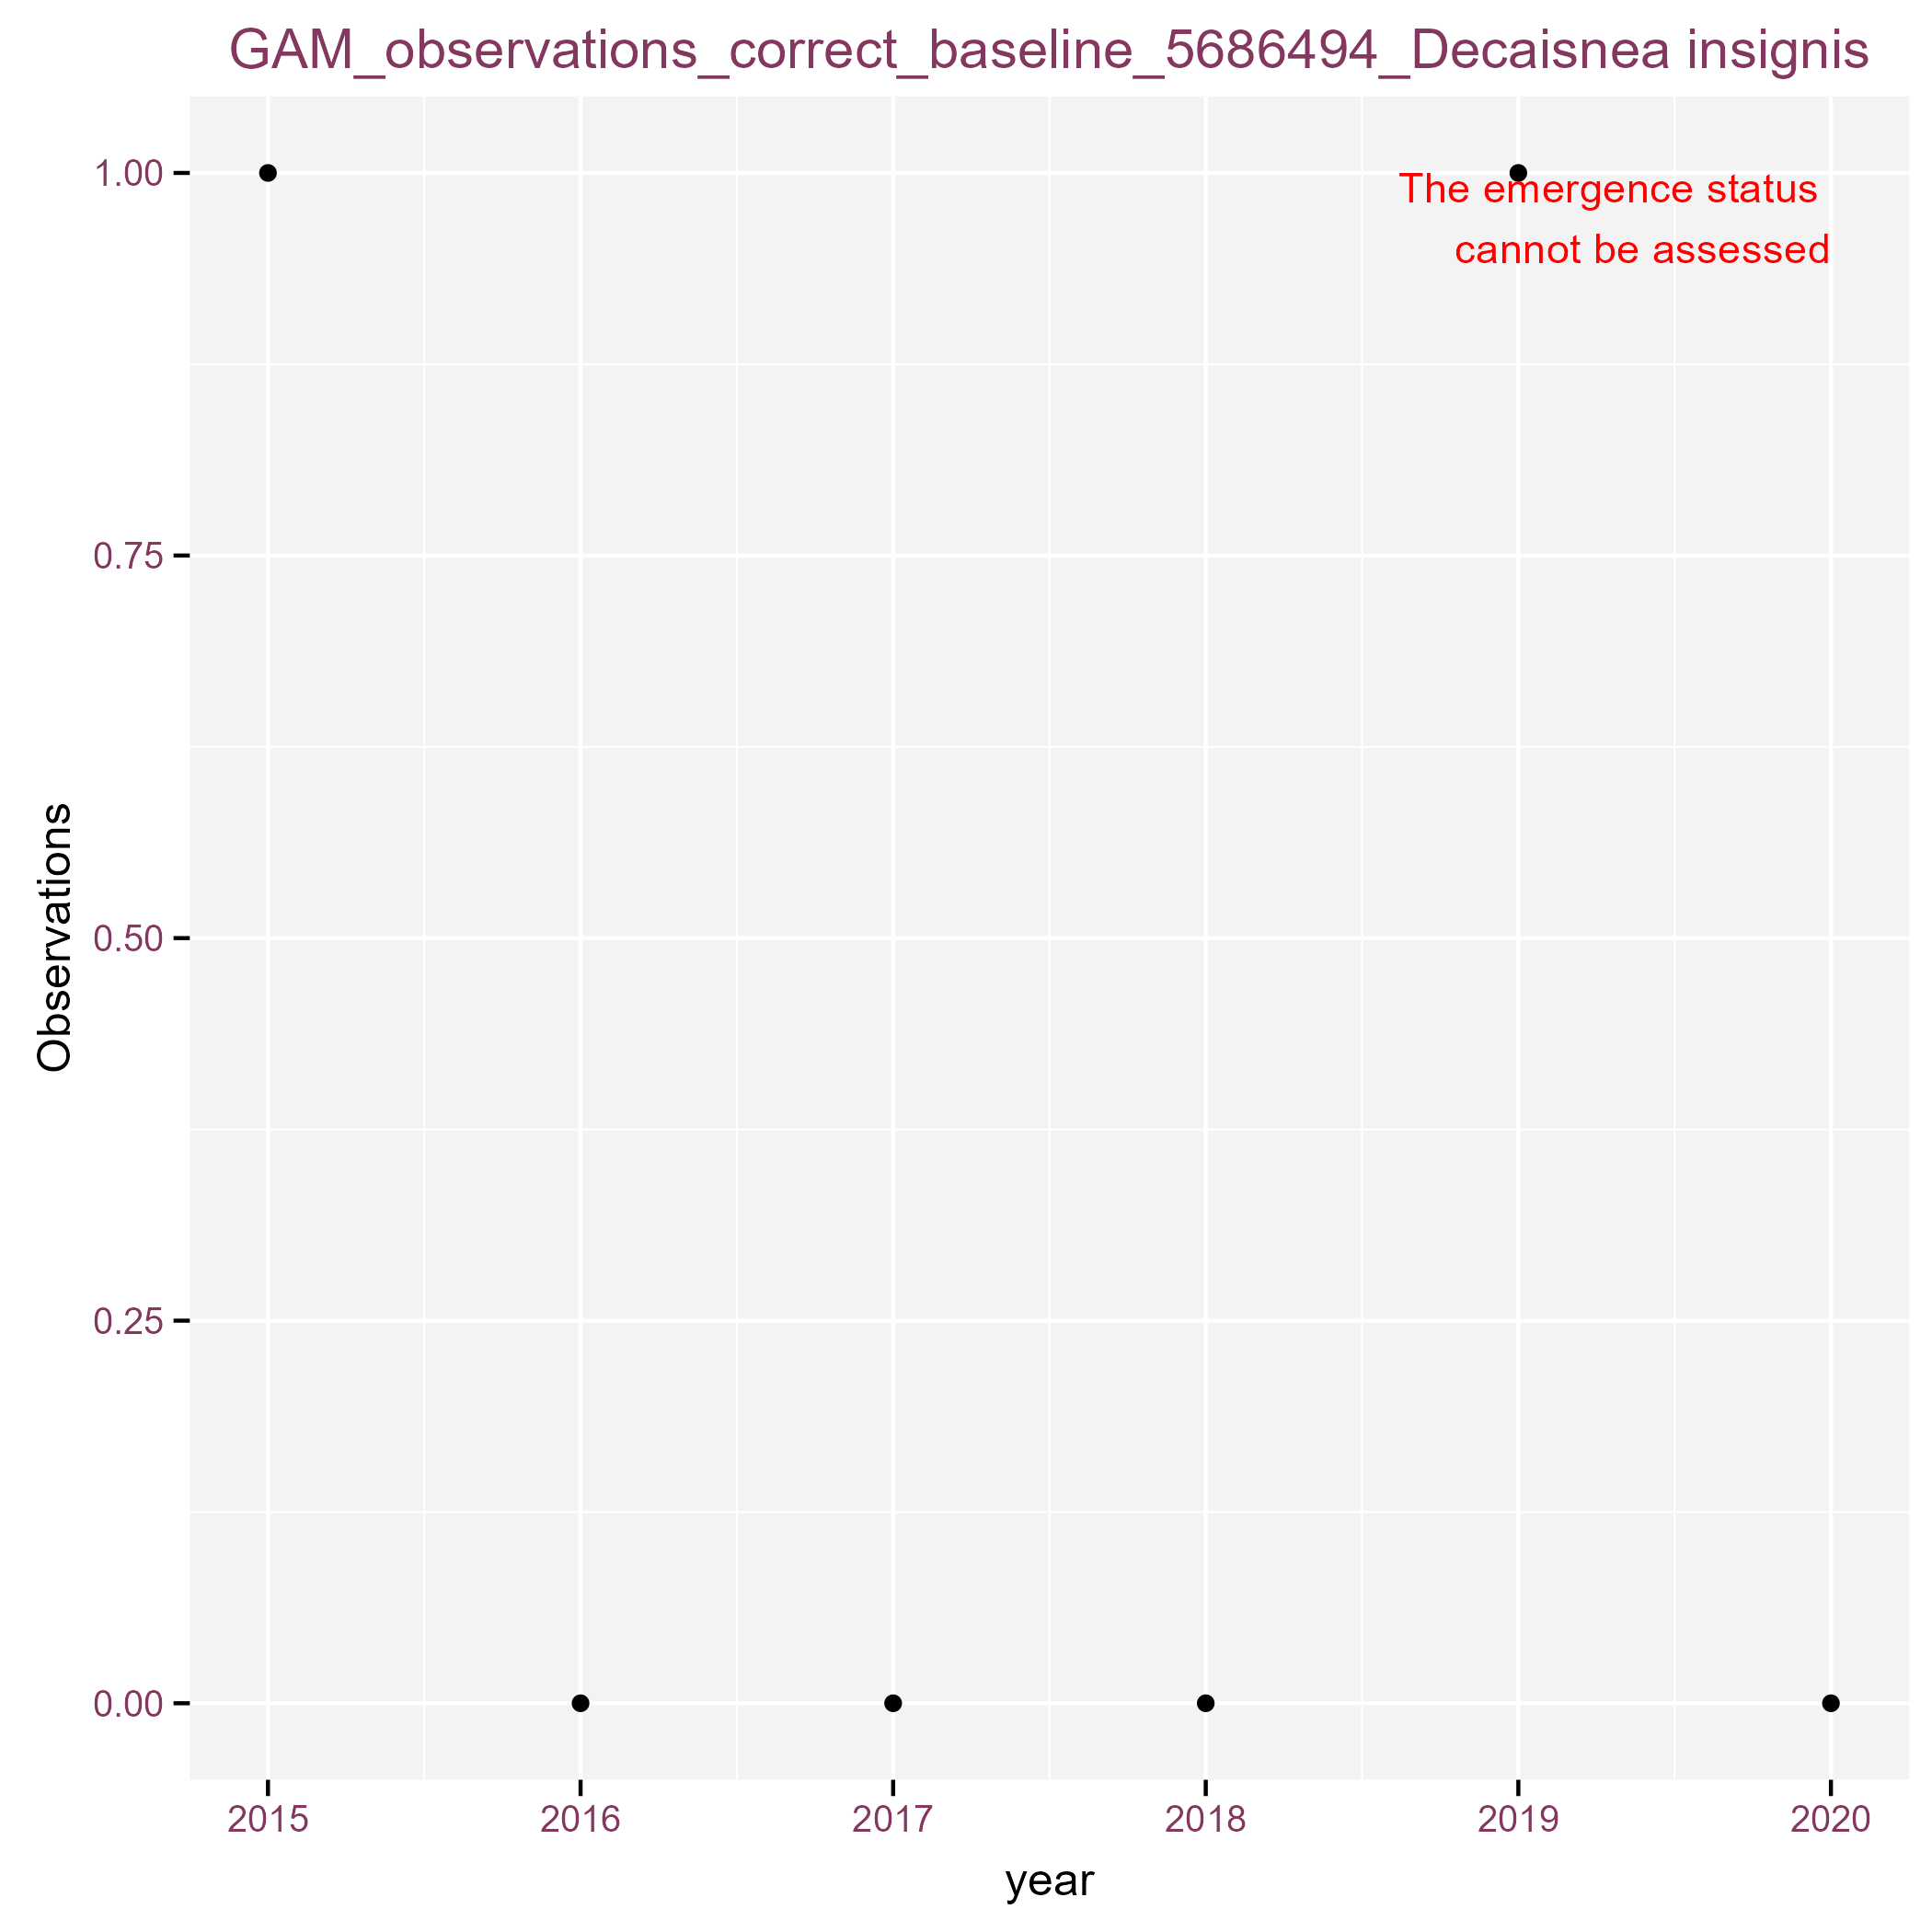 GAM_observations_correct_baseline_5686494_Decaisnea insignis
1.00
The emergence status
cannot be assessed
0.75
Observations
0.50
0.25
0.00
2015 2016 2017 2018 2019 2020
year